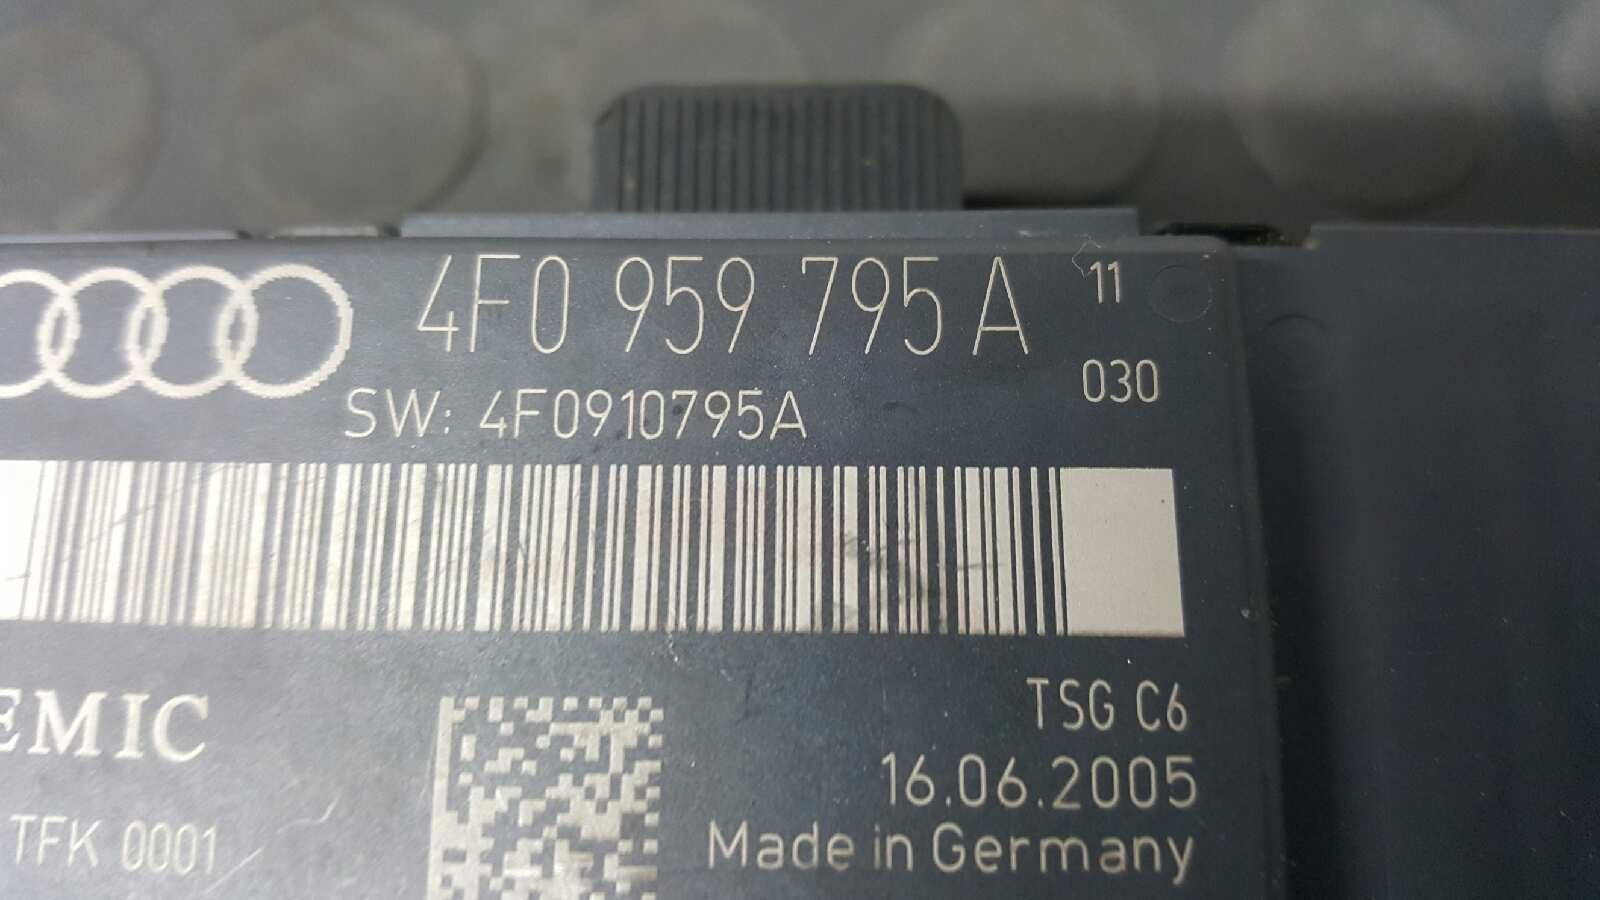 4F0 959 795 A 11
030
SW: 4F0910795A
TSG C6
EMIC
16.06.2005
TFK 0001
Made in Germany